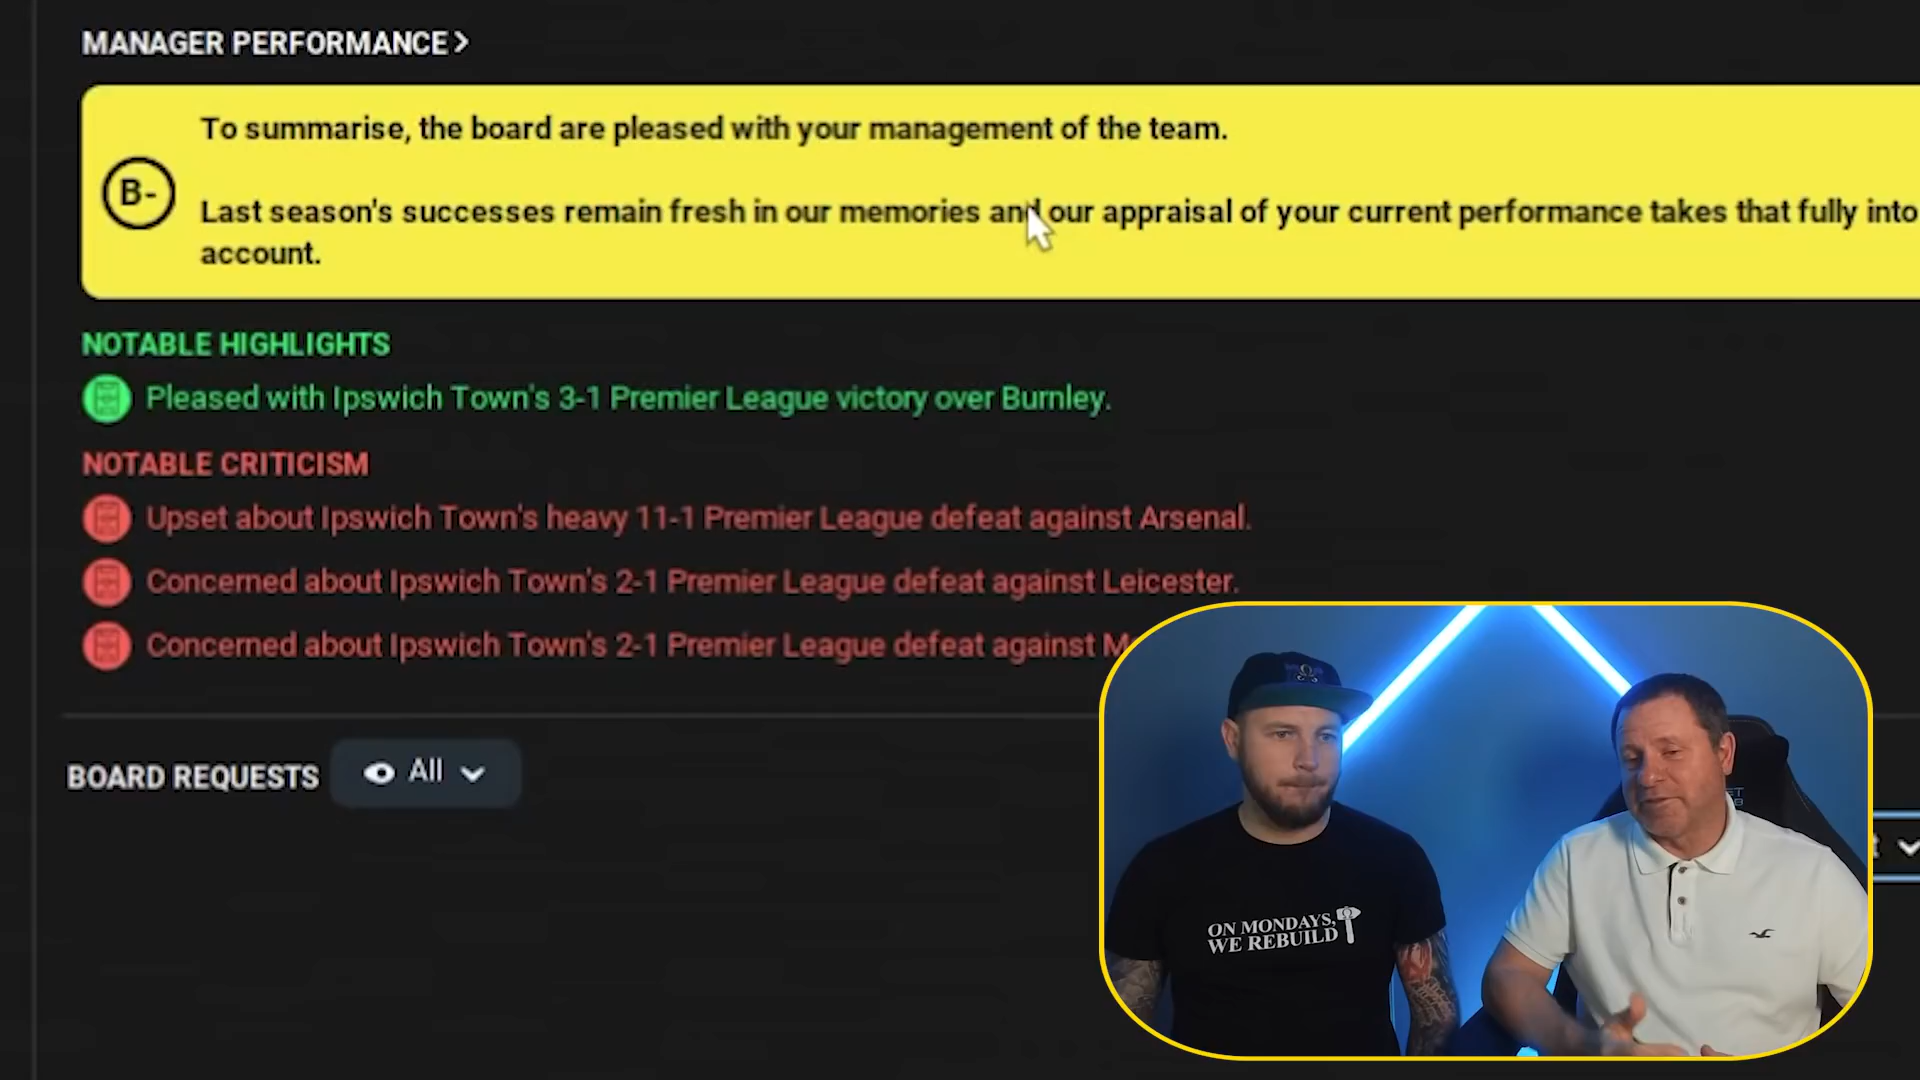 MANAGER PERFORMANCE
To summarise, the board are pleased with your management of the team.
B-
Last season's successes remain fresh in our memories and our appraisal of your current performance takes that fully into
account.
NOTABLE HIGHLIGHTS
Pleased with Ipswich Town's 3-1 Premier League victory over Burnley.
NOTABLE CRITICISM
Upset about Ipswich Town's heavy 11-1 Premier League defeat against Arsenal.
Concerned about Ipswich Town's 2-1 Premier League defeat against Leicester.
Concerned about Ipswich Town's 2-1 Premier League defeat against
BOARD REQUESTS
All
ON MONDAYS,
WE REBUILD